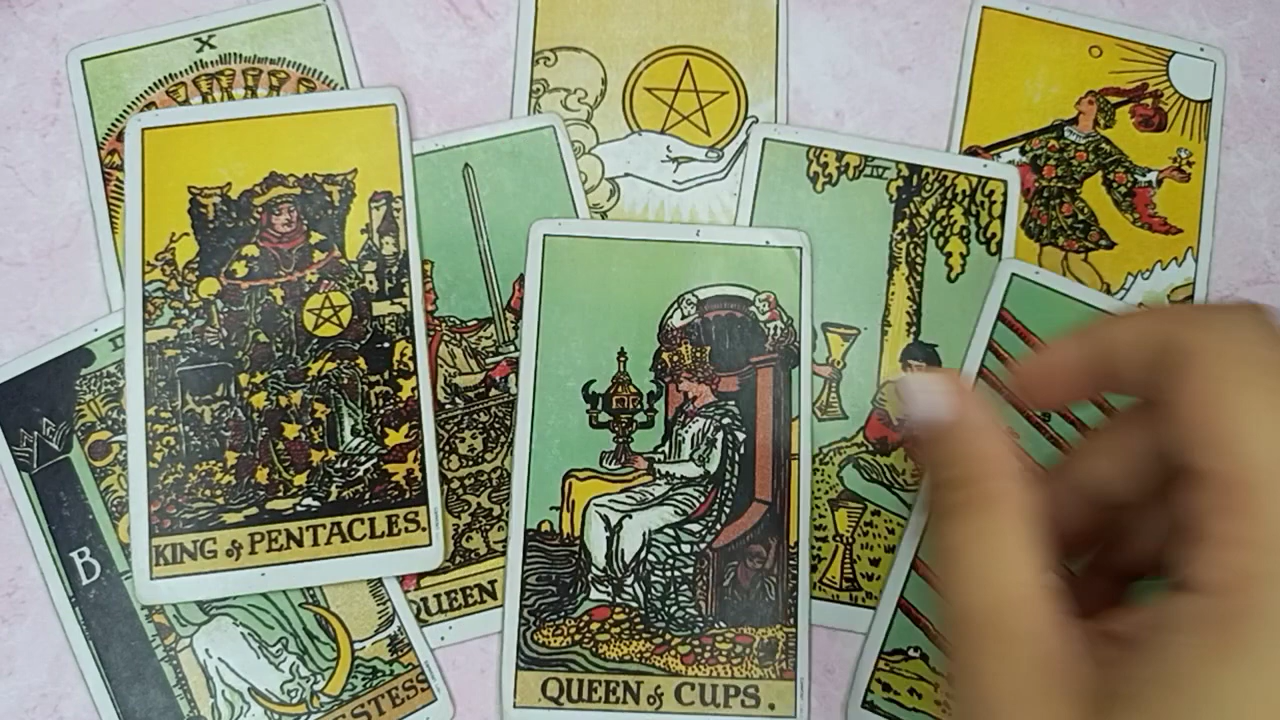 X
IV
B
KING of PENTACLES.
QUEEN
ESTESS
QUEEN of CUPS.